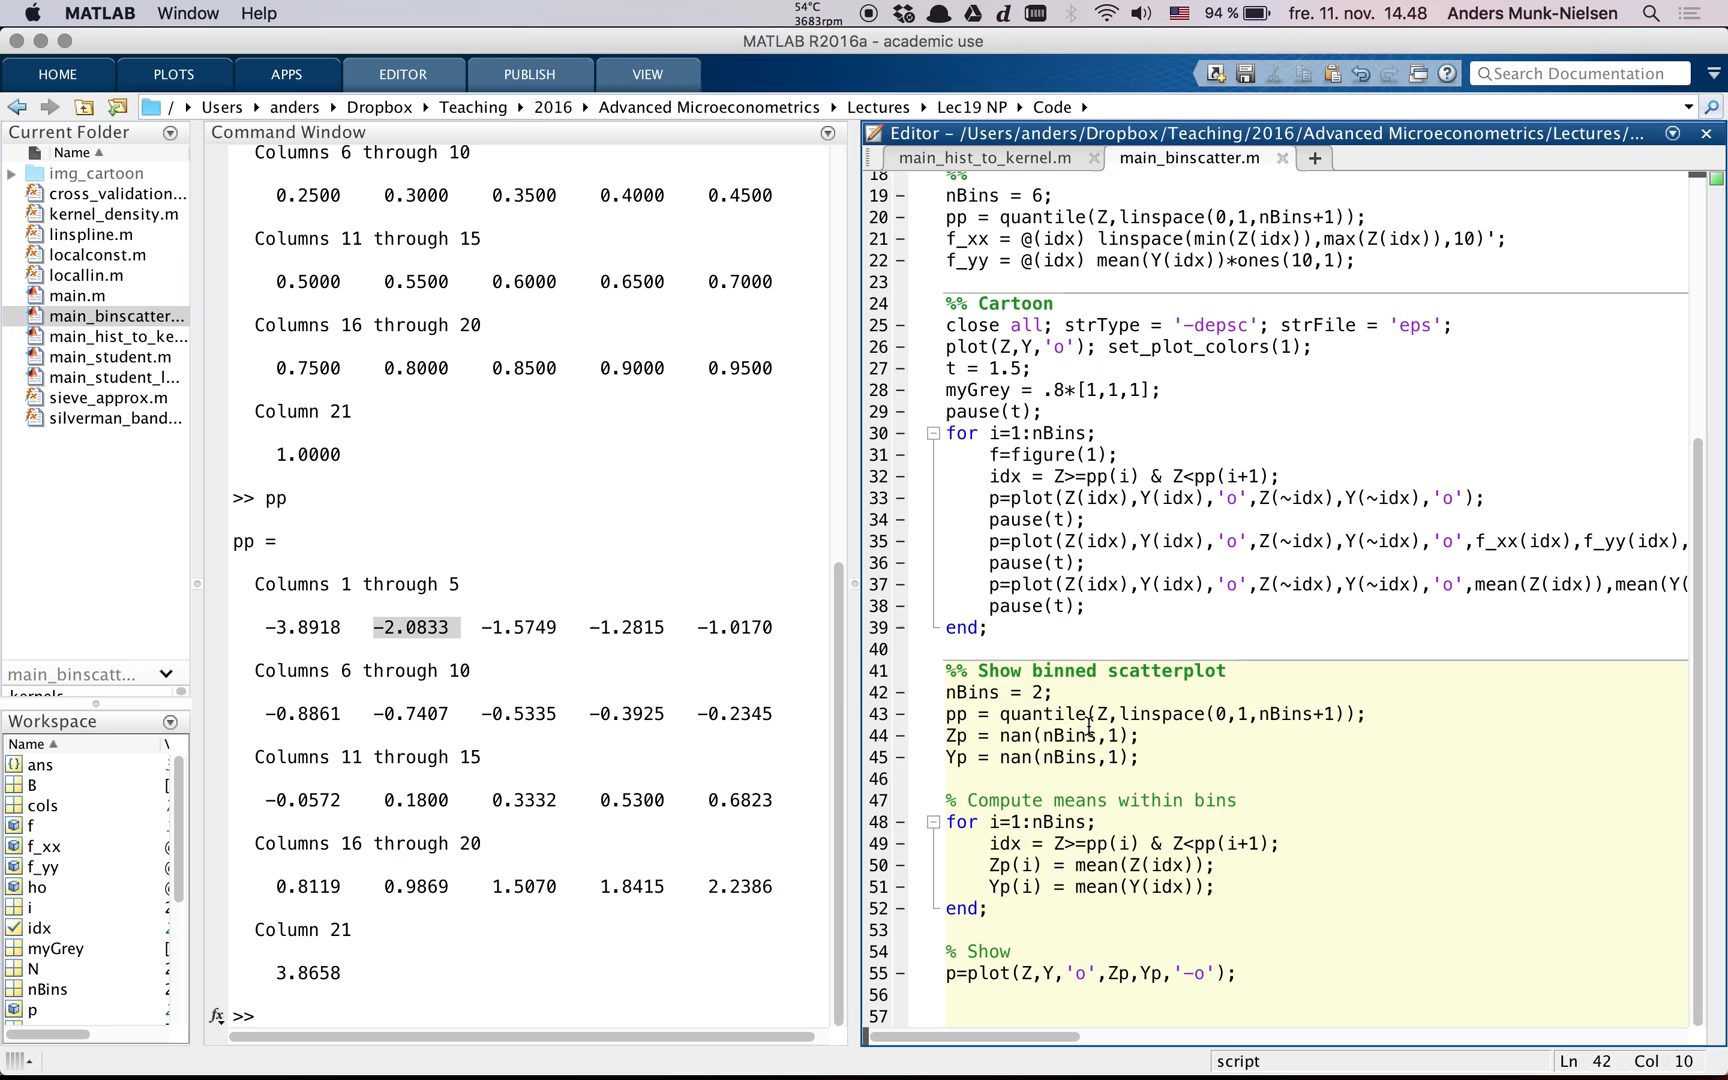 MATLAB Window Help
54°C
3683rpm
94 % fre. 11. nov. 14.48 Anders Munk-Nielsen
MATLAB R2016a - academic use
HOME PLOTS APPS EDITOR PUBLISH VIEW
Search Documentation
/ Users anders Dropbox Teaching 2016 Advanced Microeconometrics Lectures Lec19 NP Code
Current Folder
Name
img_cartoon
cross_validation...
kernel_density.m
linspline.m
localconst.m
locallin.m
main.m
main_binscatter...
main_hist_to_ke...
main_student.m
main_student_l...
sieve_approx.m
silverman_band...
main_binscatt...
Workspace
Name
ans
B
cols
f
f_xx
f_yy
ho
i
idx
myGrey
N
nBins
p
Command Window
Columns 6 through 10
0.2500 0.3000 0.3500 0.4000 0.4500
Columns 11 through 15
0.5000 0.5500 0.6000 0.6500 0.7000
Columns 16 through 20
0.7500 0.8000 0.8500 0.9000 0.9500
Column 21
1.0000
>> pp
pp =
Columns 1 through 5
-3.8918 -2.0833 -1.5749 -1.2815 -1.0170
Columns 6 through 10
-0.8861 -0.7407 -0.5335 -0.3925 -0.2345
Columns 11 through 15
-0.0572 0.1800 0.3332 0.5300 0.6823
Columns 16 through 20
0.8119 0.9869 1.5070 1.8415 2.2386
Column 21
3.8658
fx >>
Editor - /Users/anders/Dropbox/Teaching/2016/Advanced Microeconometrics/Lectures/...
main_hist_to_kernel.m main_binscatter.m +
18 %%
19 - nBins = 6;
20 - pp = quantile(Z,linspace(0,1,nBins+1));
21 - f_xx = @(idx) linspace(min(Z(idx)),max(Z(idx)),10)';
22 - f_yy = @(idx) mean(Y(idx))*ones(10,1);
23
24 %% Cartoon
25 - close all; strType = '-depsc'; strFile = 'eps';
26 - plot(Z,Y,'o'); set_plot_colors(1);
27 - t = 1.5;
28 - myGrey = .8*[1,1,1];
29 - pause(t);
30 - for i=1:nBins;
31 - f=figure(1);
32 - idx = Z>=pp(i) & Z<pp(i+1);
33 - p=plot(Z(idx),Y(idx),'o',Z(~idx),Y(~idx),'o');
34 - pause(t);
35 - p=plot(Z(idx),Y(idx),'o',Z(~idx),Y(~idx),'o',f_xx(idx),f_yy(idx),
36 - pause(t);
37 - p=plot(Z(idx),Y(idx),'o',Z(~idx),Y(~idx),'o',mean(Z(idx)),mean(Y(
38 - pause(t);
39 - end;
40
41 %% Show binned scatterplot
42 - nBins = 2;
43 - pp = quantile(Z,linspace(0,1,nBins+1));
44 - Zp = nan(nBins,1);
45 - Yp = nan(nBins,1);
46
47 % Compute means within bins
48 - for i=1:nBins;
49 - idx = Z>=pp(i) & Z<pp(i+1);
50 - Zp(i) = mean(Z(idx));
51 - Yp(i) = mean(Y(idx));
52 - end;
53
54 % Show
55 - p=plot(Z,Y,'o',Zp,Yp,'-o');
56
57
script Ln 42 Col 10